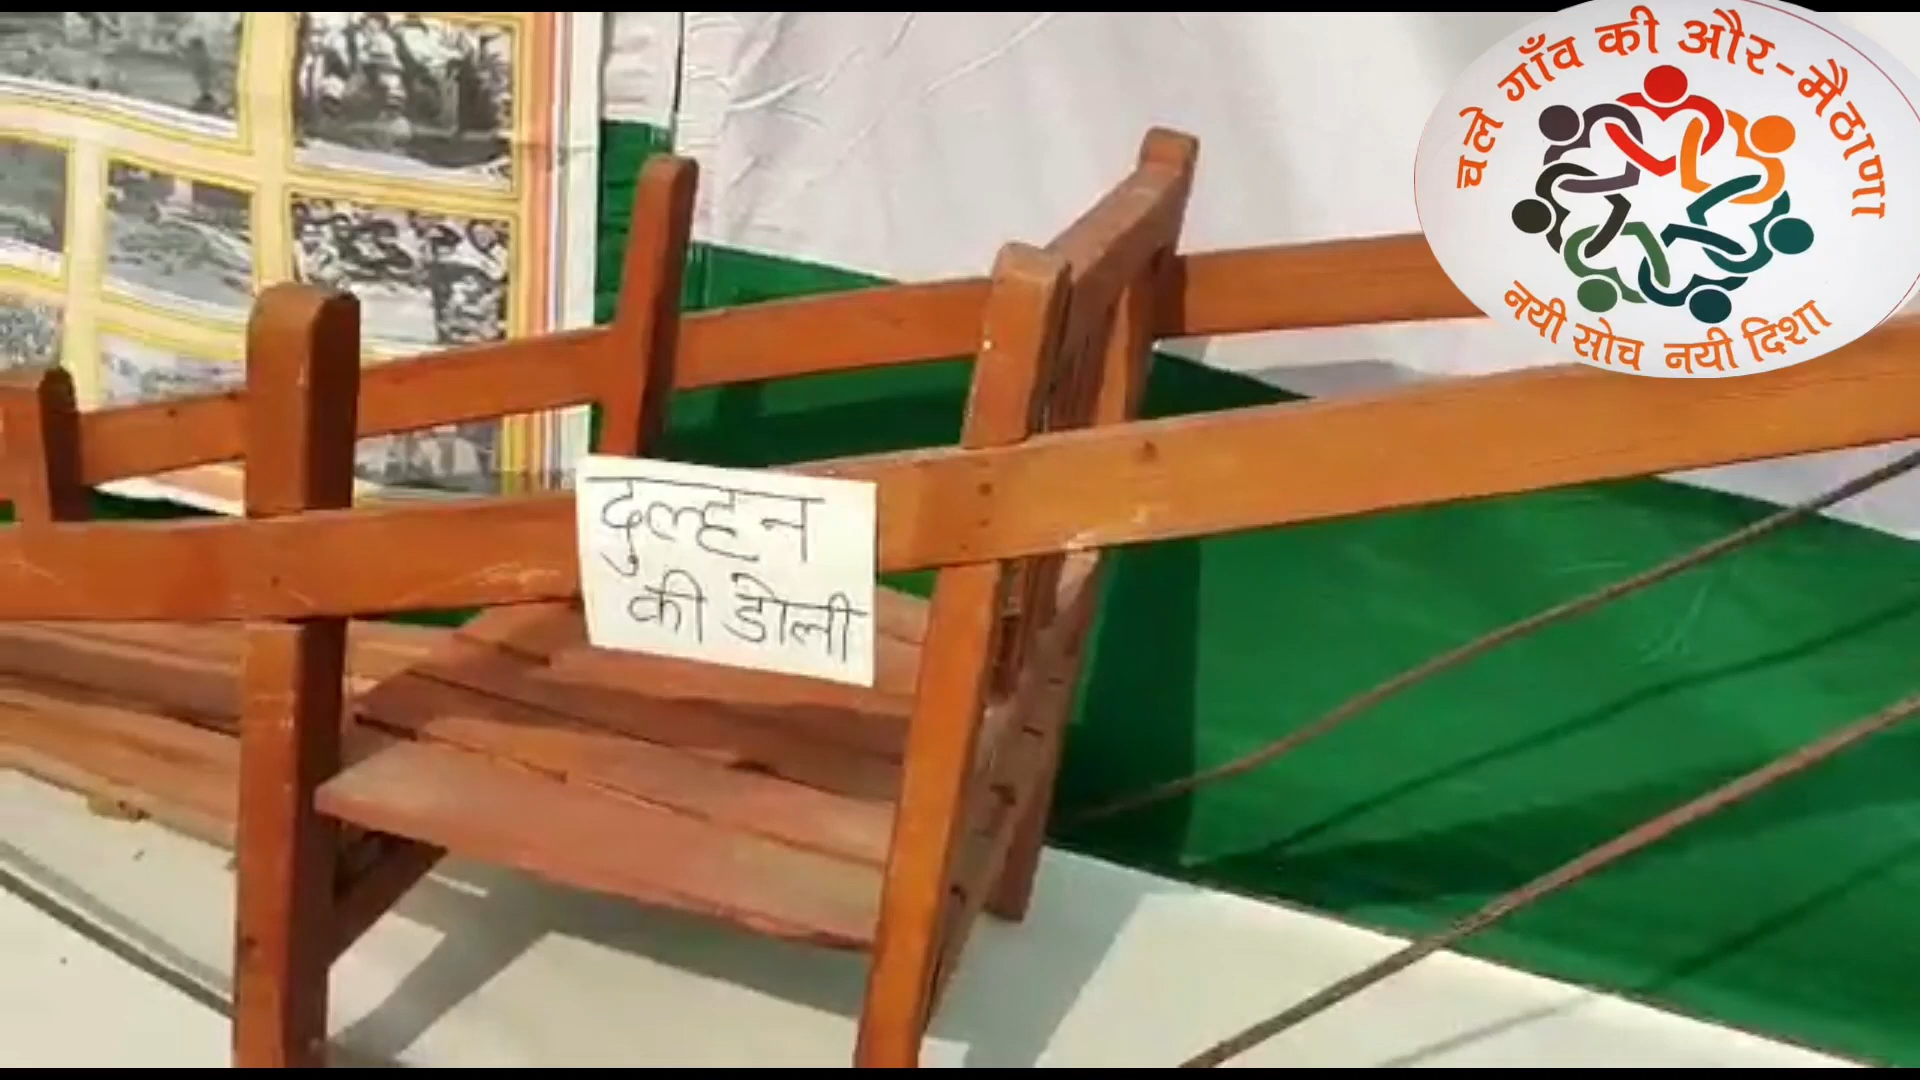 चले गाँव की और-मैठाणा
नयी सोच नयी दिशा
दुल्हन
की डोली